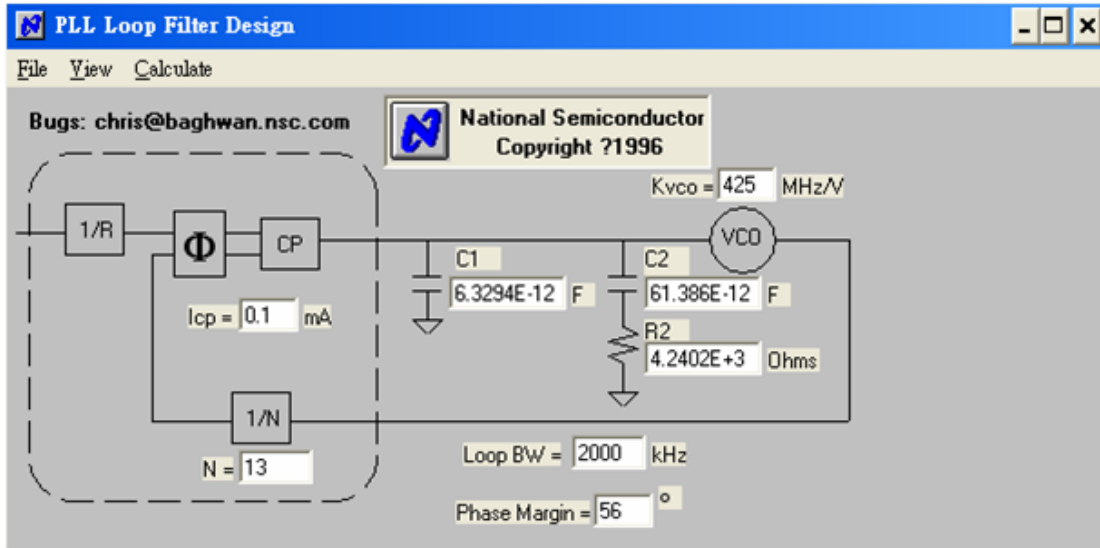 PLL Loop Filter Design
File View Calculate
Bugs: chris@baghwan.nsc.com
National Semiconductor
Copyright ?1996
Kvco = 425 MHz/V
1/R
Φ
CP
VCO
C1
6.3294E-12 F
C2
61.386E-12 F
Icp = 0.1 mA
R2
4.2402E+3 Ohms
1/N
N = 13
Loop BW = 2000 kHz
Phase Margin = 56 °